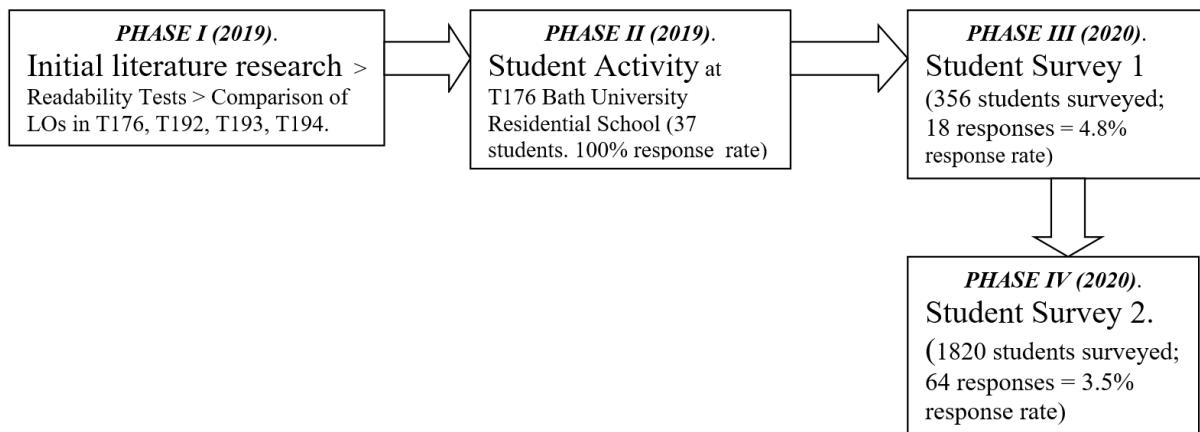 PHASE I (2019).
Initial literature research >
Readability Tests > Comparison of
LOs in T176, T192, T193, T194.
PHASE II (2019).
Student Activity at
T176 Bath University
Residential School (37
students. 100% response rate)
PHASE III (2020).
Student Survey 1
(356 students surveyed;
18 responses = 4.8%
response rate)
PHASE IV (2020).
Student Survey 2.
(1820 students surveyed;
64 responses = 3.5%
response rate)